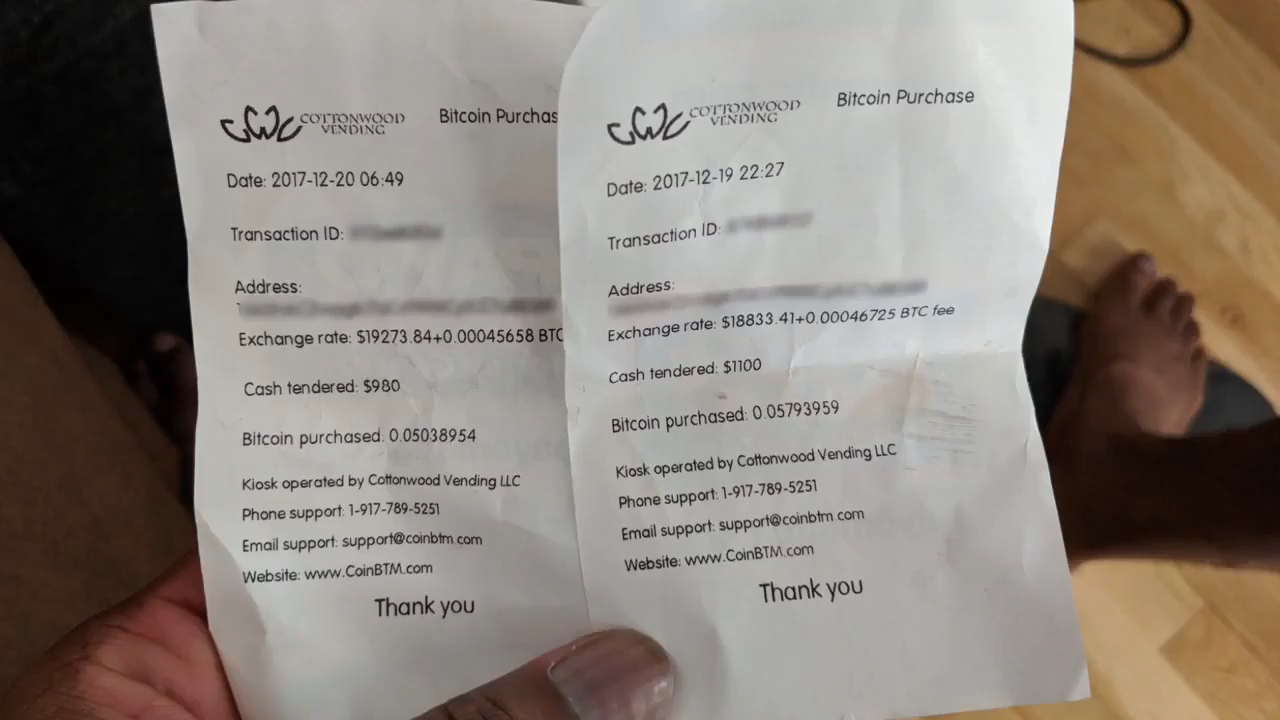 COTTONWOOD
VENDING
Bitcoin Purchas
Date: 2017-12-20 06:49
Transaction ID:
Address:
Exchange rate: $19273.84+0.00045658 BTC
Cash tendered: $980
Bitcoin purchased: 0.05038954
Kiosk operated by Cottonwood Vending LLC
Phone support: 1-917-789-5251
Email support: support@coinbtm.com
Website: www.CoinBTM.com
Thank you
COTTONWOOD
VENDING
Bitcoin Purchase
Date: 2017-12-19 22:27
Transaction ID:
Address:
Exchange rate: $18833.41+0.00046725 BTC fee
Cash tendered: $1100
Bitcoin purchased: 0.05793959
Kiosk operated by Cottonwood Vending LLC
Phone support: 1-917-789-5251
Email support: support@coinbtm.com
Website: www.CoinBTM.com
Thank you